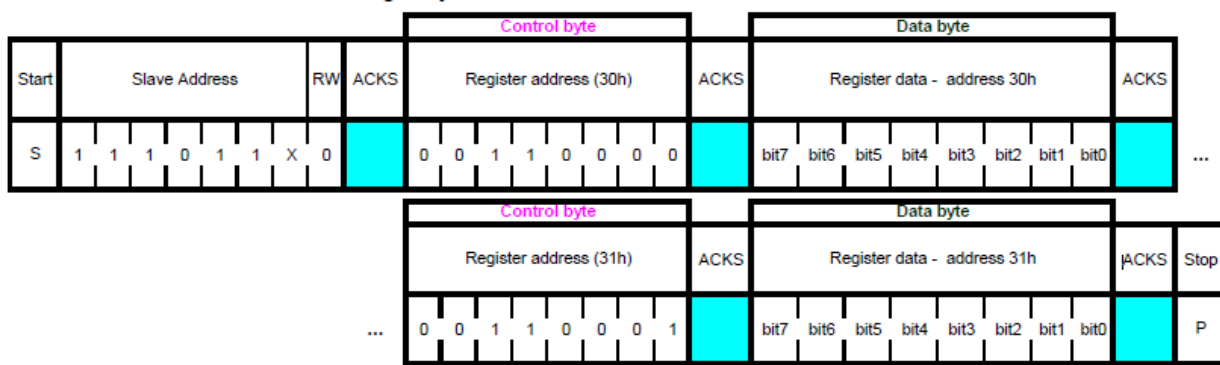 Control byte Data byte
Start Slave Address RW ACKS Register address (30h) ACKS Register data - address 30h ACKS
S 1 1 1 0 1 1 X 0 0 0 1 1 0 0 0 0 bit7 bit6 bit5 bit4 bit3 bit2 bit1 bit0 ...
Control byte Data byte
Register address (31h) ACKS Register data - address 31h ACKS Stop
... 0 0 1 1 0 0 0 1 bit7 bit6 bit5 bit4 bit3 bit2 bit1 bit0 P